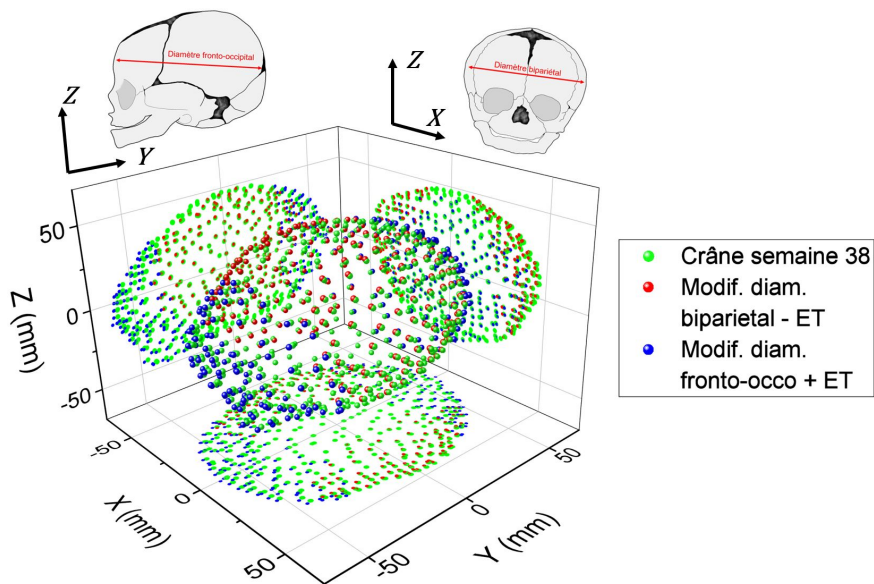 Diamètre fronto-occipital
Diamètre bipariétal
Z
Y
Z
X
50
0
-50
Z (mm)
-50
0
50
X (mm)
-50
0
50
Y (mm)
Crâne semaine 38
Modif. diam.
biparietal - ET
Modif. diam.
fronto-occo + ET